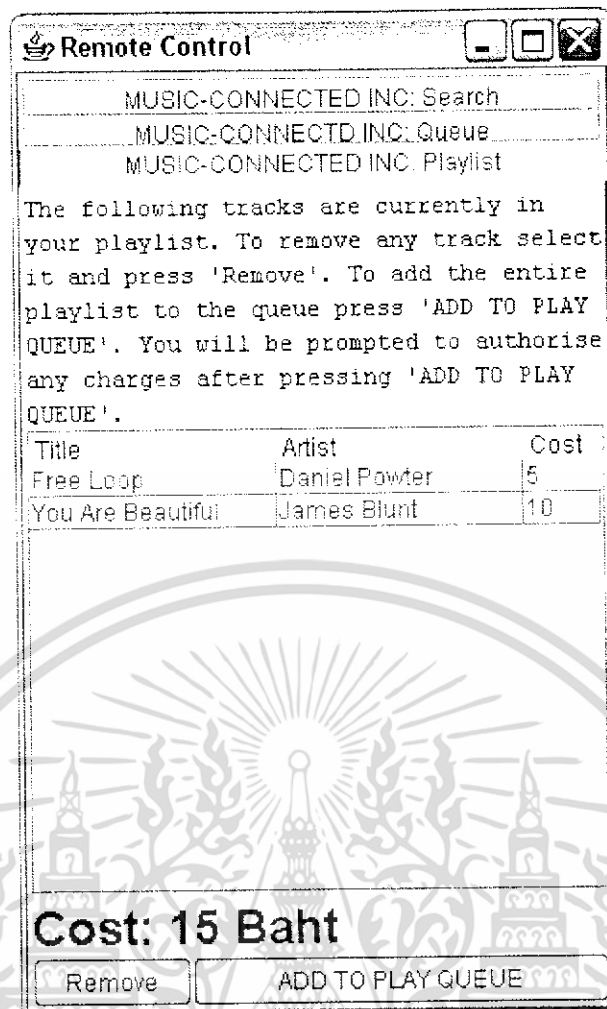 Remote Control
MUSIC-CONNECTED INC: Search
MUSIC-CONNECTD INC: Queue
MUSIC-CONNECTED INC: Playlist
The following tracks are currently in
your playlist. To remove any track select
it and press 'Remove'. To add the entire
playlist to the queue press 'ADD TO PLAY
QUEUE'. You will be prompted to authorise
any charges after pressing 'ADD TO PLAY
QUEUE'.
Title Artist Cost
Free Loop Daniel Powter 5
You Are Beautiful James Blunt 10
Cost: 15 Baht
Remove ADD TO PLAY QUEUE